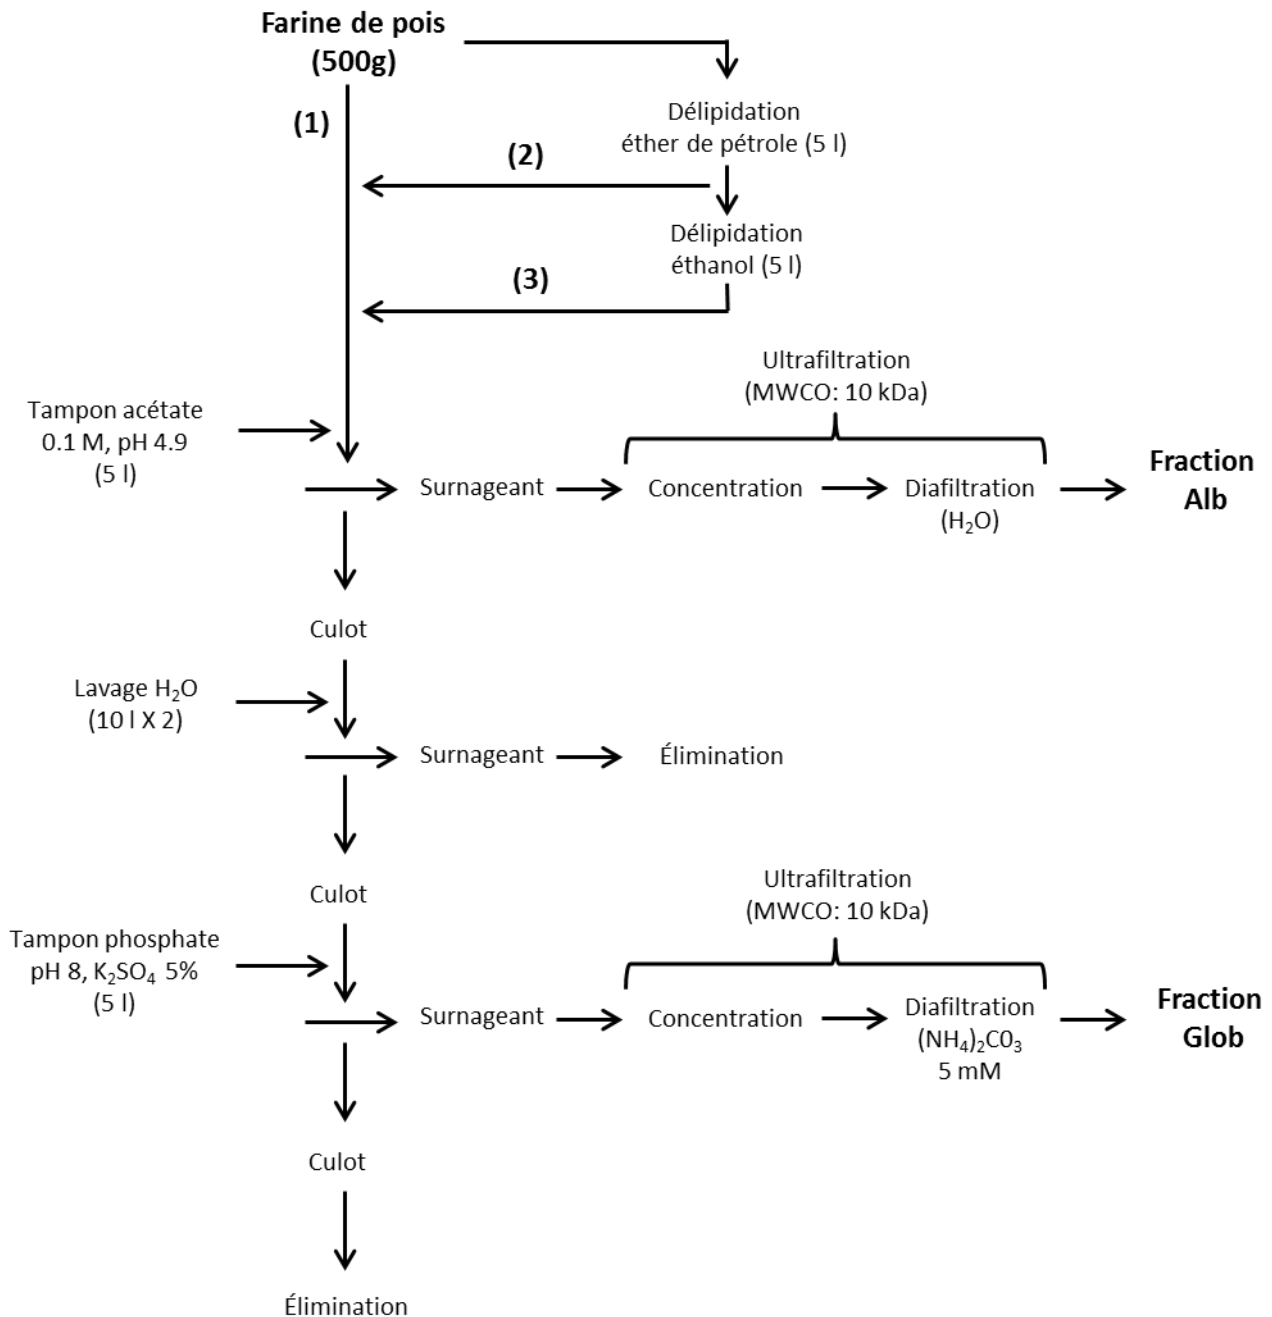 Farine de pois
(500g)
(1)
Délipidation
éther de pétrole (5 l)
(2)
Délipidation
éthanol (5 l)
(3)
Ultrafiltration
(MWCO: 10 kDa)
Tampon acétate
0.1 M, pH 4.9
(5 l)
Surnageant
Concentration
Diafiltration
(H₂O)
Fraction
Alb
Culot
Lavage H₂O
(10 l X 2)
Surnageant
Élimination
Culot
Ultrafiltration
(MWCO: 10 kDa)
Tampon phosphate
pH 8, K₂SO₄ 5%
(5 l)
Surnageant
Concentration
Diafiltration
(NH₄)₂C0₃
5 mM
Fraction
Glob
Culot
Élimination